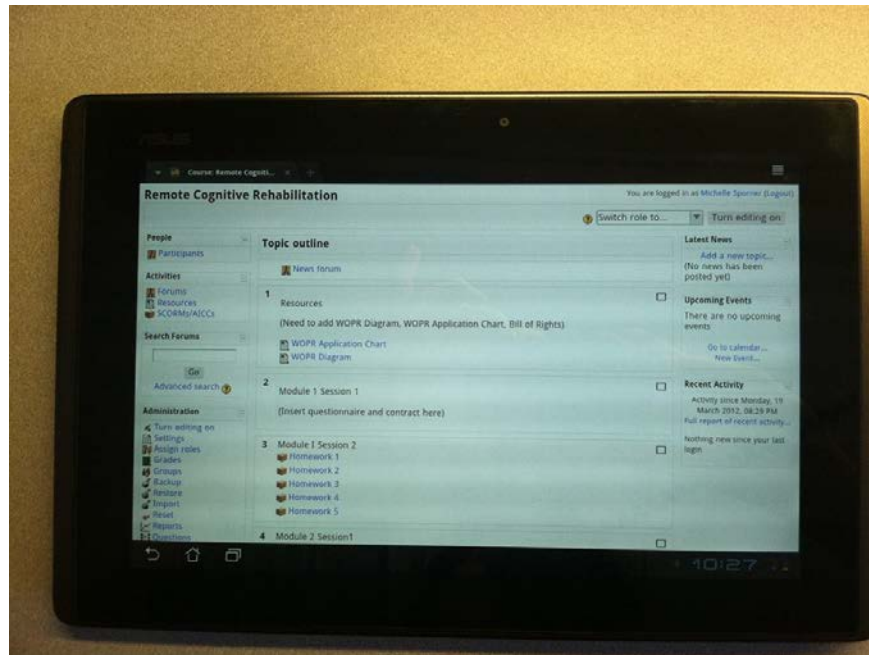 ASUS
Course: Remote Cogniti...
Remote Cognitive Rehabilitation
You are logged in as Michelle Sporner (Logout)
Switch role to...
Turn editing on
People
Participants
Activities
Forums
Resources
SCORMs/AICCs
Search Forums
Go
Advanced search
Administration
Turn editing on
Settings
Assign roles
Grades
Groups
Backup
Restore
Import
Reset
Reports
Questions
Topic outline
News forum
1
Resources
(Need to add WOPR Diagram, WOPR Application Chart, Bill of Rights)
WOPR Application Chart
WOPR Diagram
2
Module 1 Session 1
(Insert questionnaire and contract here)
3 Module I Session 2
Homework 1
Homework 2
Homework 3
Homework 4
Homework 5
4 Module 2 Session1
Latest News
Add a new topic...
(No news has been
posted yet)
Upcoming Events
There are no upcoming
events
Go to calendar...
New Event...
Recent Activity
Activity since Monday, 19
March 2012, 08:29 PM
Full report of recent activity...
Nothing new since your last
login
10:27